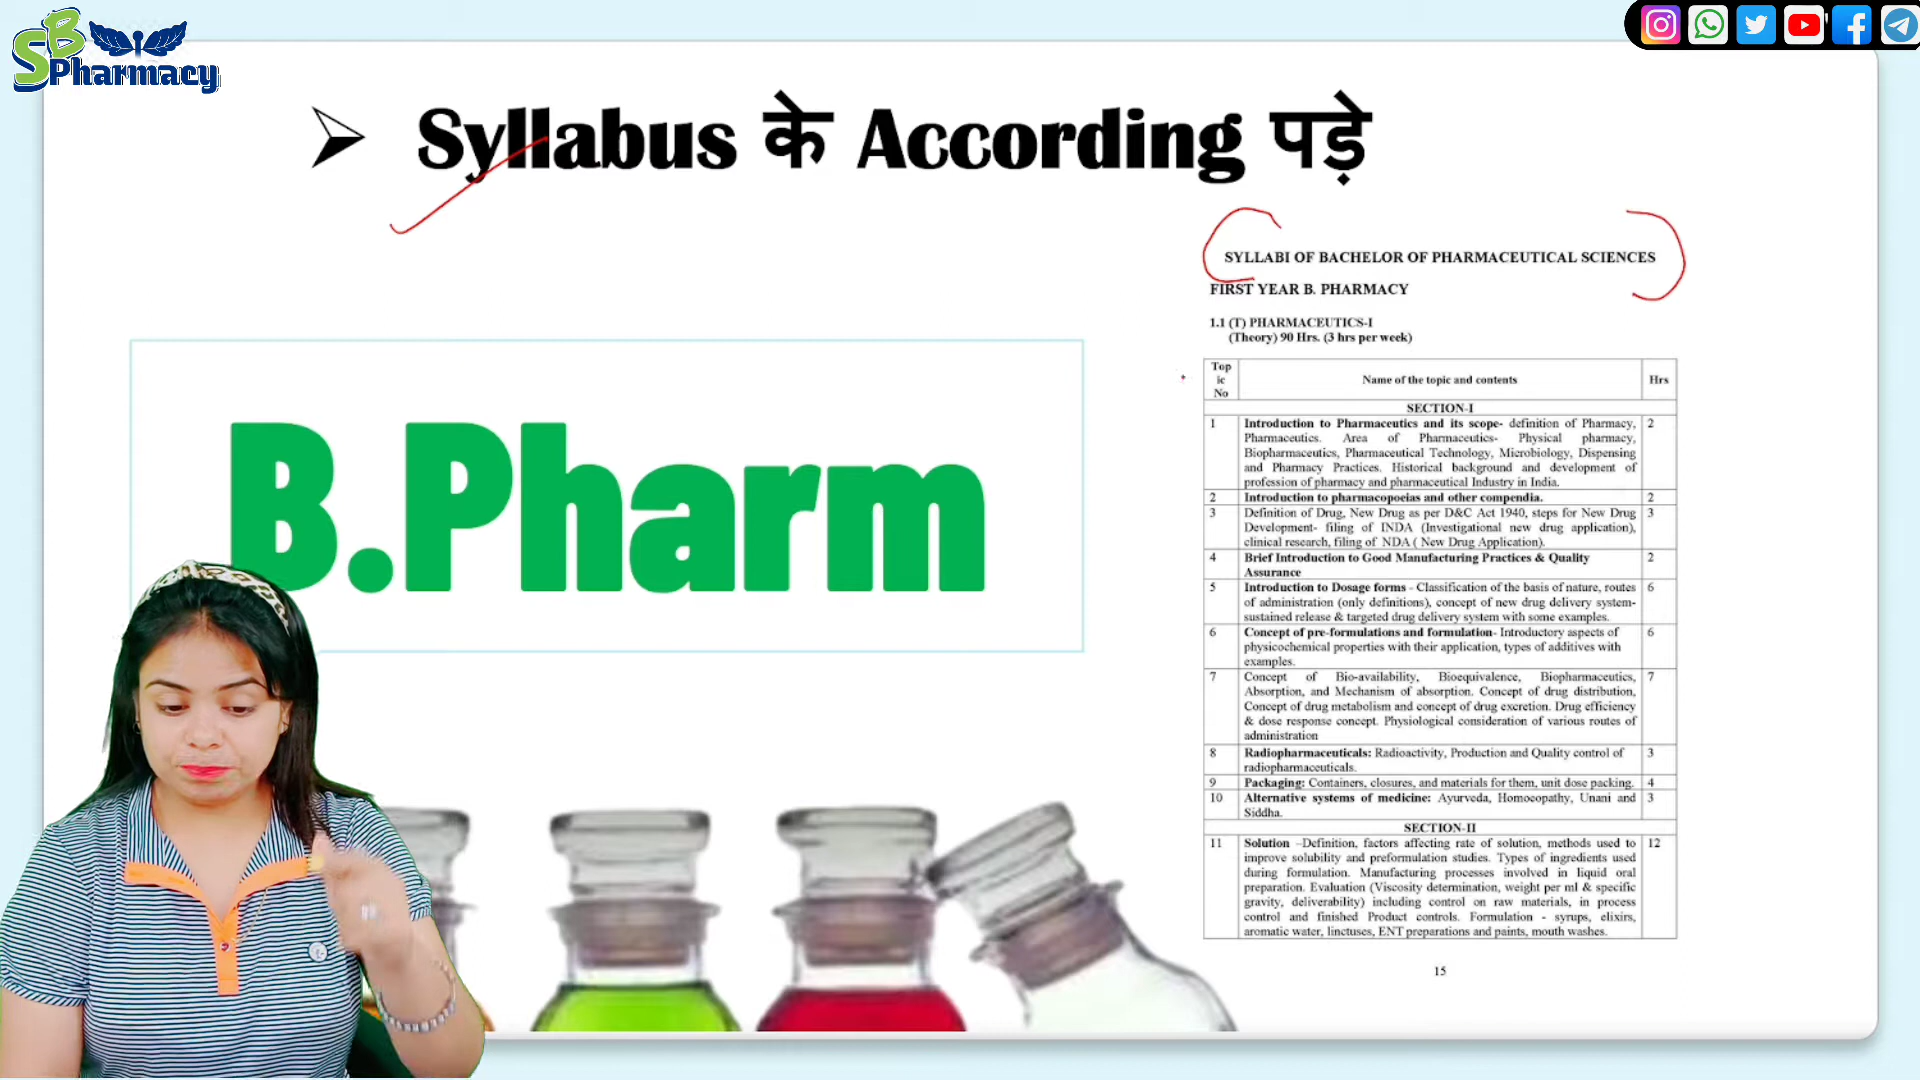 SB Pharmacy
Syllabus के According पड़े
B.Pharm
SYLLABI OF BACHELOR OF PHARMACEUTICAL SCIENCES
FIRST YEAR B. PHARMACY
1.1 (T) PHARMACEUTICS-I
(Theory) 90 Hrs. (3 hrs per week)
Top
ic
No
Name of the topic and contents
Hrs
SECTION-I
1 Introduction to Pharmaceutics and its scope- definition of Pharmacy, 2
Pharmaceutics. Area of Pharmaceutics- Physical pharmacy,
Biopharmaceutics, Pharmaceutical Technology, Microbiology, Dispensing
and Pharmacy Practices. Historical background and development of
profession of pharmacy and pharmaceutical Industry in India.
2 Introduction to pharmacopoeias and other compendia. 2
3 Definition of Drug, New Drug as per D&C Act 1940, steps for New Drug 3
Development- filing of INDA (Investigational new drug application),
clinical research, filing of NDA ( New Drug Application).
4 Brief Introduction to Good Manufacturing Practices & Quality 2
Assurance
5 Introduction to Dosage forms - Classification of the basis of nature, routes 6
of administration (only definitions), concept of new drug delivery system-
sustained release & targeted drug delivery system with some examples.
6 Concept of pre-formulations and formulation- Introductory aspects of 6
physicochemical properties with their application, types of additives with
examples.
7 Concept of Bio-availability, Bioequivalence, Biopharmaceutics, 7
Absorption, and Mechanism of absorption. Concept of drug distribution,
Concept of drug metabolism and concept of drug excretion. Drug efficiency
& dose response concept. Physiological consideration of various routes of
administration
8 Radiopharmaceuticals: Radioactivity, Production and Quality control of 3
radiopharmaceuticals.
9 Packaging: Containers, closures, and materials for them, unit dose packing. 4
10 Alternative systems of medicine: Ayurveda, Homoeopathy, Unani and 3
Siddha.
SECTION-II
11 Solution –Definition, factors affecting rate of solution, methods used to 12
improve solubility and preformulation studies. Types of ingredients used
during formulation. Manufacturing processes involved in liquid oral
preparation. Evaluation (Viscosity determination, weight per ml & specific
gravity, deliverability) including control on raw materials, in process
control and finished Product controls. Formulation - syrups, elixirs,
aromatic water, linctuses, ENT preparations and paints, mouth washes.
15